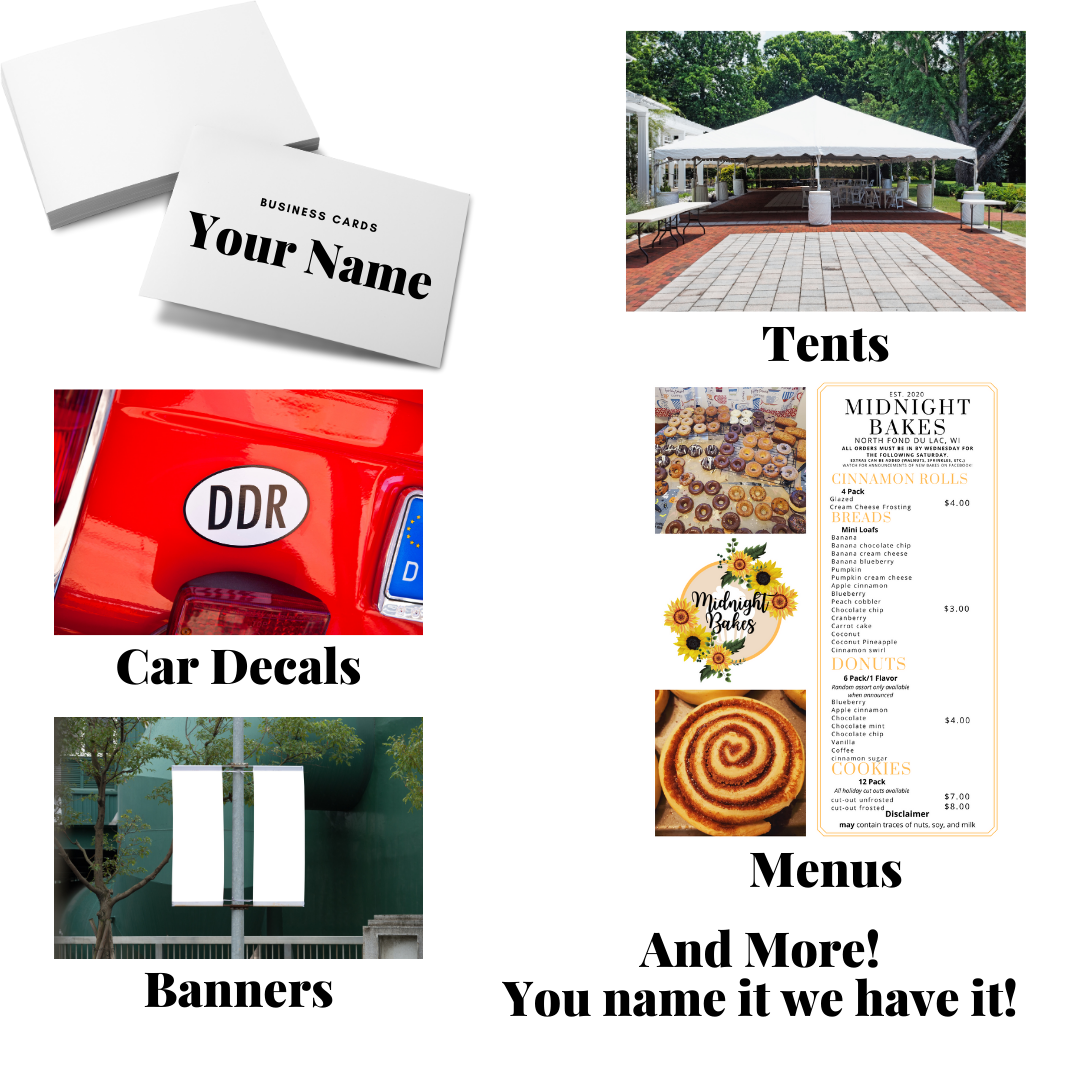 BUSINESS CARDS
Your Name
Tents
DDR
D
Car Decals
Banners
Midnight
Bakes
EST. 2020
MIDNIGHT
BAKES
NORTH FOND DU LAC, WI
ALL ORDERS MUST BE IN BY WEDNESDAY FOR
THE FOLLOWING SATURDAY.
EXTRAS CAN BE ADDED (WALNUTS, SPRINKLES, ETC.)
WATCH FOR ANNOUNCEMENTS OF NEW BAKES ON FACEBOOK!
CINNAMON ROLLS
4 Pack
Glazed
Cream Cheese Frosting
$4.00
BREADS
Mini Loafs
Banana
Banana chocolate chip
Banana cream cheese
Banana blueberry
Pumpkin
Pumpkin cream cheese
Apple cinnamon
Blueberry
Peach cobbler
Chocolate chip $3.00
Cranberry
Carrot cake
Coconut
Coconut Pineapple
Cinnamon swirl
DONUTS
6 Pack/1 Flavor
Random assort only available
when announced
Blueberry
Apple cinnamon
Chocolate $4.00
Chocolate mint
Chocolate chip
Vanilla
Coffee
cinnamon sugar
COOKIES
12 Pack
All holiday cut outs available
cut-out unfrosted $7.00
cut-out frosted $8.00
Disclaimer
may contain traces of nuts, soy, and milk
Menus
And More!
You name it we have it!